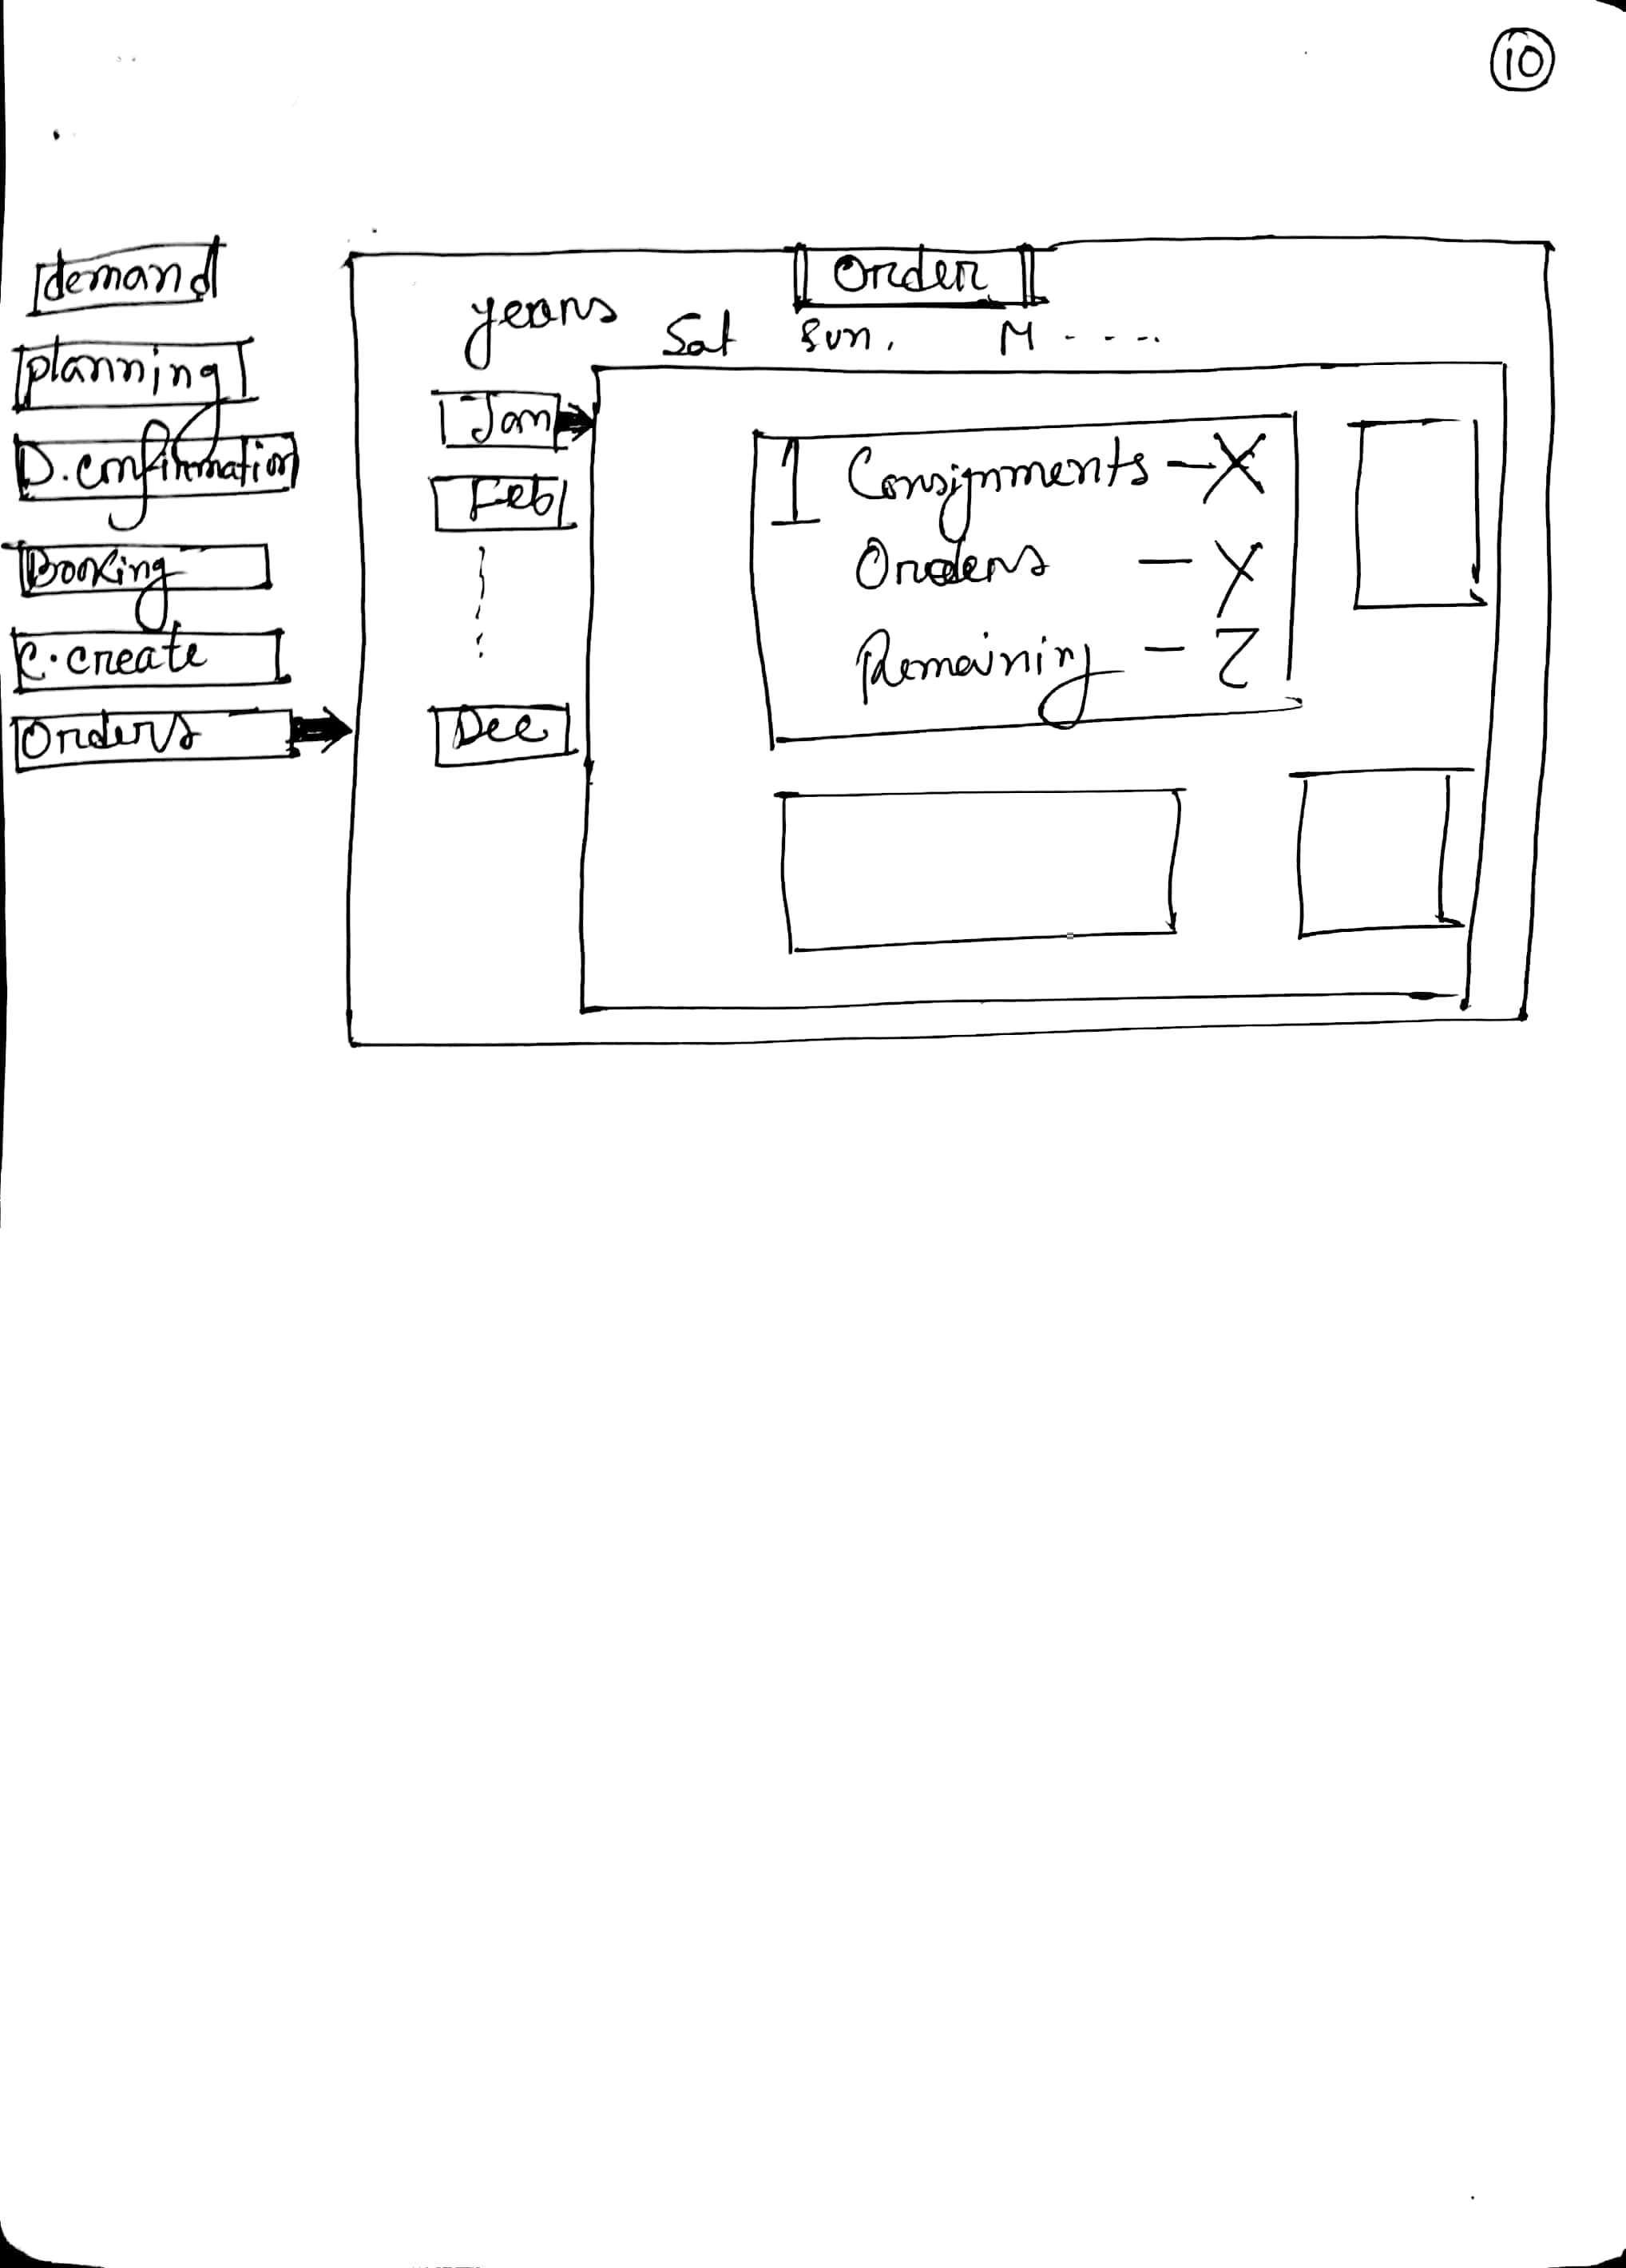 10
demand
planning
D. Confirmation
Booking
C. create
Orders
Order
years
Sat Sun. M - - - - -
Jan
Feb
Dec
1 Consignments - X
Orders - Y
Remaining - Z